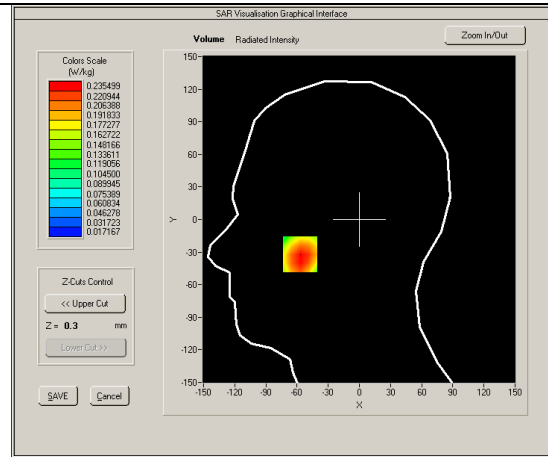 SAR Visualisation Graphical Interface
Volume Radiated Intensity
Zoom In/Out
Colors Scale
(W/kg)
0.235499
0.220944
0.206388
0.191833
0.177277
0.162722
0.148166
0.133611
0.119056
0.104500
0.089945
0.075389
0.060834
0.046278
0.031723
0.017167
Z-Cuts Control
<< Upper Cut
Z = 0.3 mm
Lower Cut >>
SAVE Cancel
150
120
90
60
30
0
-30
-60
-90
-120
-150
Y
-150 -120 -90 -60 -30 0 30 60 90 120 150
X